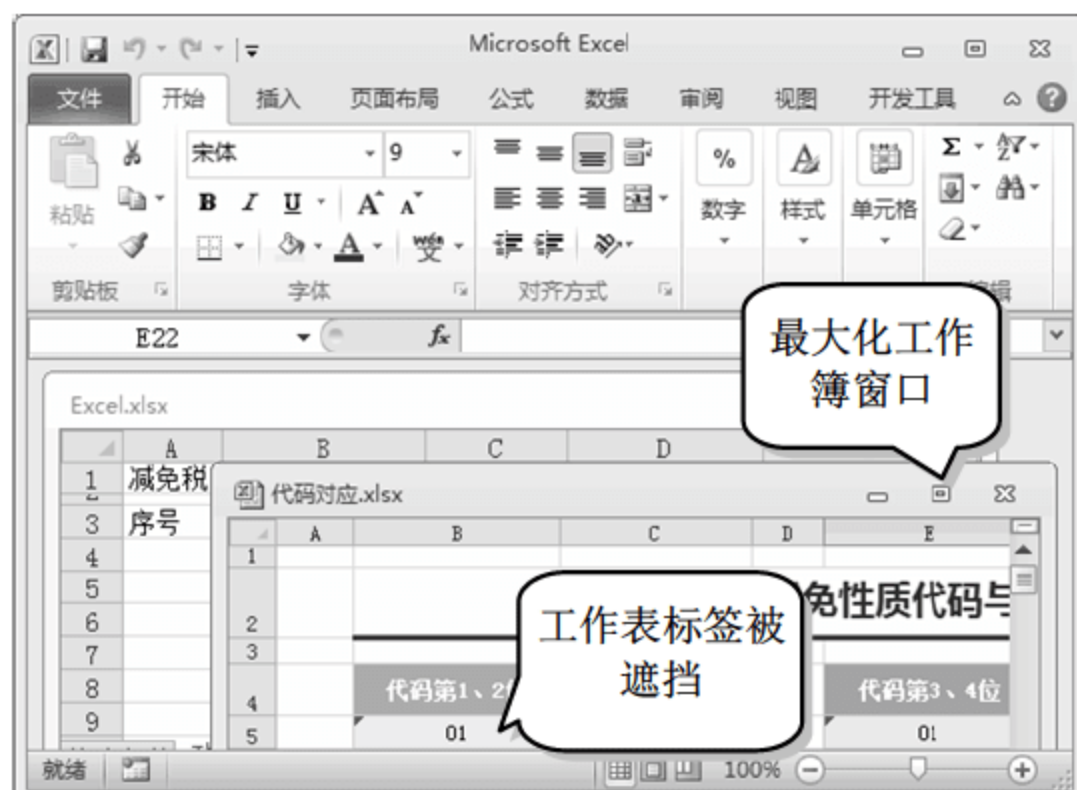 Microsoft Excel
文件 开始 插入 页面布局 公式 数据 审阅 视图 开发工具
宋体 9 Σ
B I U A A % A
粘贴 数字 样式 单元格
A wén 文
剪贴板 字体 对齐方式 编辑
E22 fx
最大化工作
簿窗口
Excel.xlsx
A B C D
1 减免税
代码对应.xlsx
3 序号
A B C D E
4
1
5
免性质代码与
6
2
工作表标签被
遮挡
7
3
8
4 代码第1、2 代码第3、4位
9
5 01 01
就绪 100%